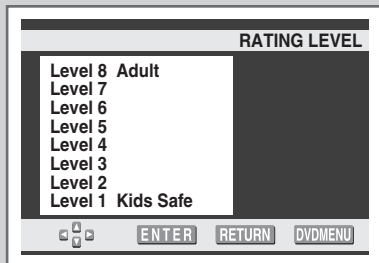 RATING LEVEL
Level 8 Adult
Level 7
Level 6
Level 5
Level 4
Level 3
Level 2
Level 1 Kids Safe
ENTER RETURN DVDMENU